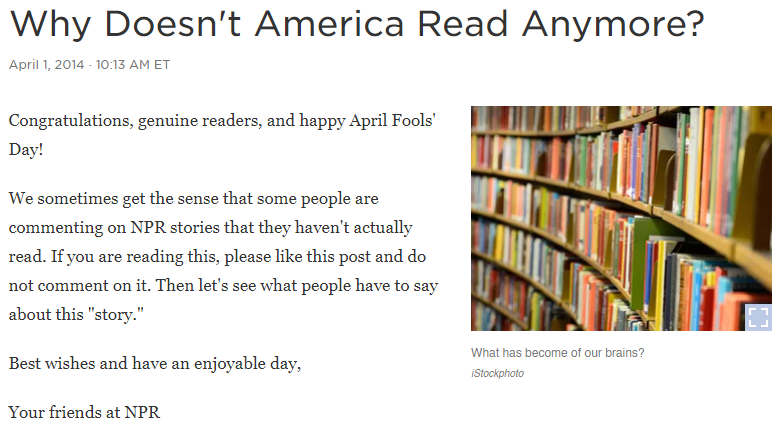 Why Doesn't America Read Anymore?
April 1, 2014 · 10:13 AM ET
Congratulations, genuine readers, and happy April Fools'
Day!
We sometimes get the sense that some people are
commenting on NPR stories that they haven't actually
read. If you are reading this, please like this post and do
not comment on it. Then let's see what people have to say
about this "story."
Best wishes and have an enjoyable day,
Your friends at NPR
What has become of our brains?
iStockphoto